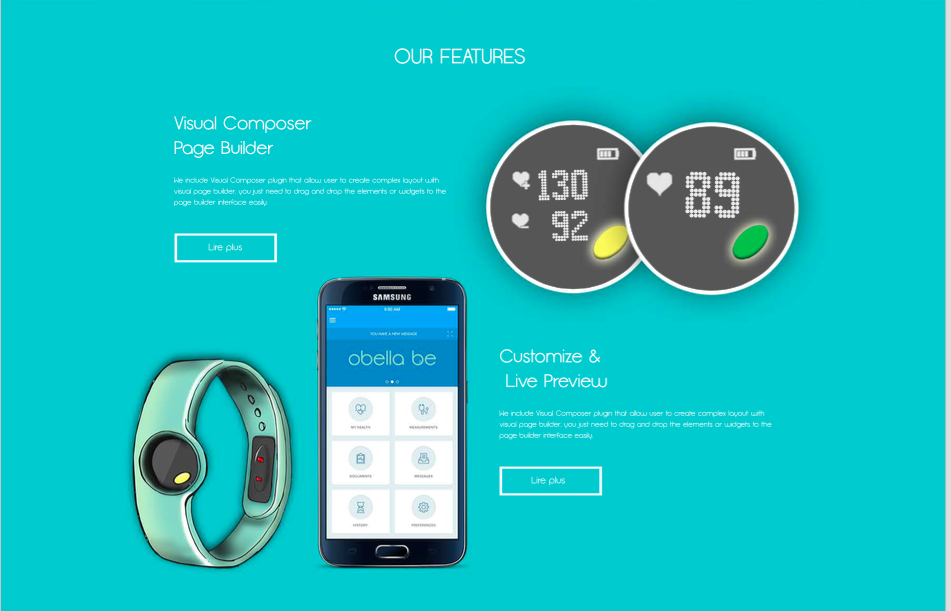 OUR FEATURES
Visual Composer
Page Builder
We include Visual Composer plugin that allow user to create complex layout with
visual page builder, you just need to drag and drop the elements or widgets to the
page builder interface easily.
Lire plus
130
92
89
SAMSUNG
9:00 AM
YOU HAVE A NEW MESSAGE
obella be
MY HEALTH
MEASUREMENTS
DOCUMENTS
MESSAGES
HISTORY
PREFERENCES
Customize &
Live Preview
We include Visual Composer plugin that allow user to create complex layout with
visual page builder, you just need to drag and drop the elements or widgets to the
page builder interface easily.
Lire plus